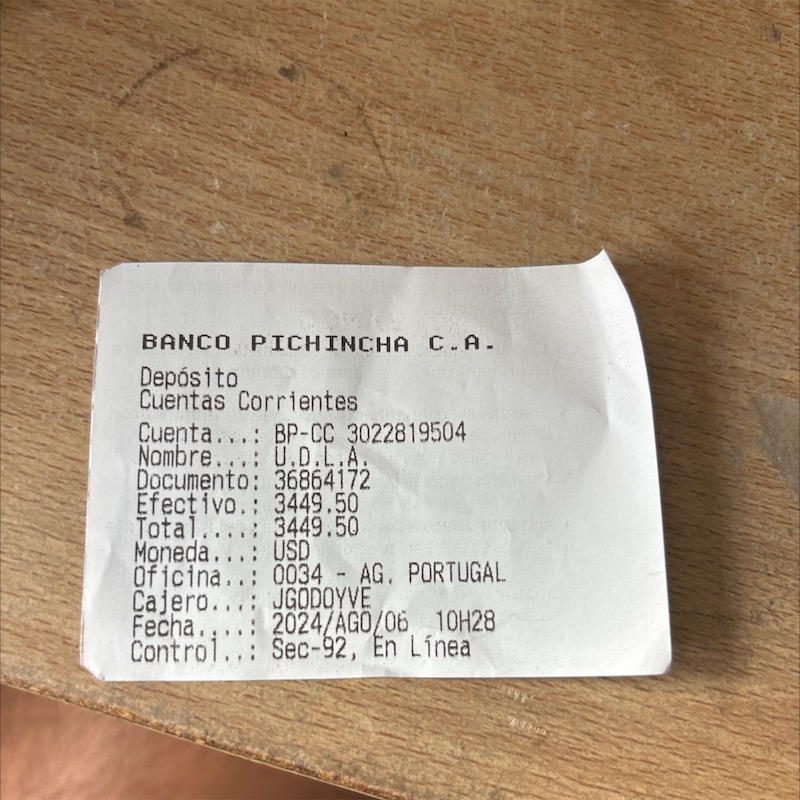 BANCO PICHINCHA C.A.
Depósito
Cuentas Corrientes
Cuenta...: BP-CC 3022819504
Nombre...: U.D.L.A.
Documento: 36864172
Efectivo.: 3449.50
Total....: 3449.50
Moneda...: USD
Oficina..: 0034 - AG. PORTUGAL
Cajero...: JGODOYVE
Fecha....: 2024/AGO/06 10H28
Control..: Sec-92, En Línea